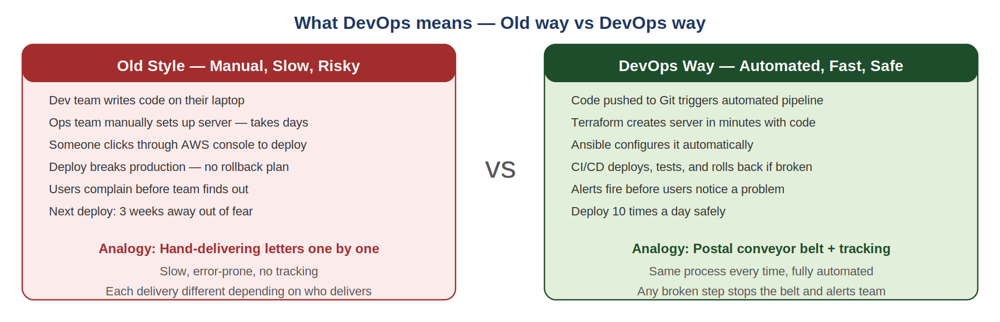 What DevOps means — Old way vs DevOps way
Old Style — Manual, Slow, Risky
Dev team writes code on their laptop
Ops team manually sets up server — takes days
Someone clicks through AWS console to deploy
Deploy breaks production — no rollback plan
Users complain before team finds out
Next deploy: 3 weeks away out of fear
Analogy: Hand-delivering letters one by one
Slow, error-prone, no tracking
Each delivery different depending on who delivers
vs
DevOps Way — Automated, Fast, Safe
Code pushed to Git triggers automated pipeline
Terraform creates server in minutes with code
Ansible configures it automatically
CI/CD deploys, tests, and rolls back if broken
Alerts fire before users notice a problem
Deploy 10 times a day safely
Analogy: Postal conveyor belt + tracking
Same process every time, fully automated
Any broken step stops the belt and alerts team